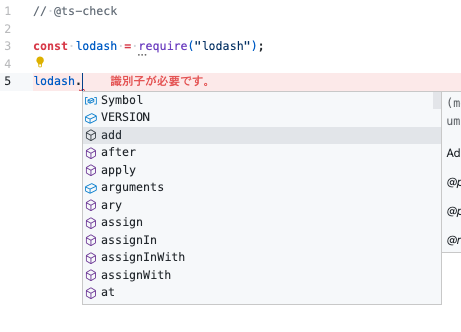 1 // @ts-check
2
3 const lodash = require("lodash");
4
5 lodash. 識別子が必要です。
Symbol
VERSION
add
after
apply
arguments
ary
assign
assignIn
assignInWith
assignWith
at
(m
um
Ad
@p
@p
@r